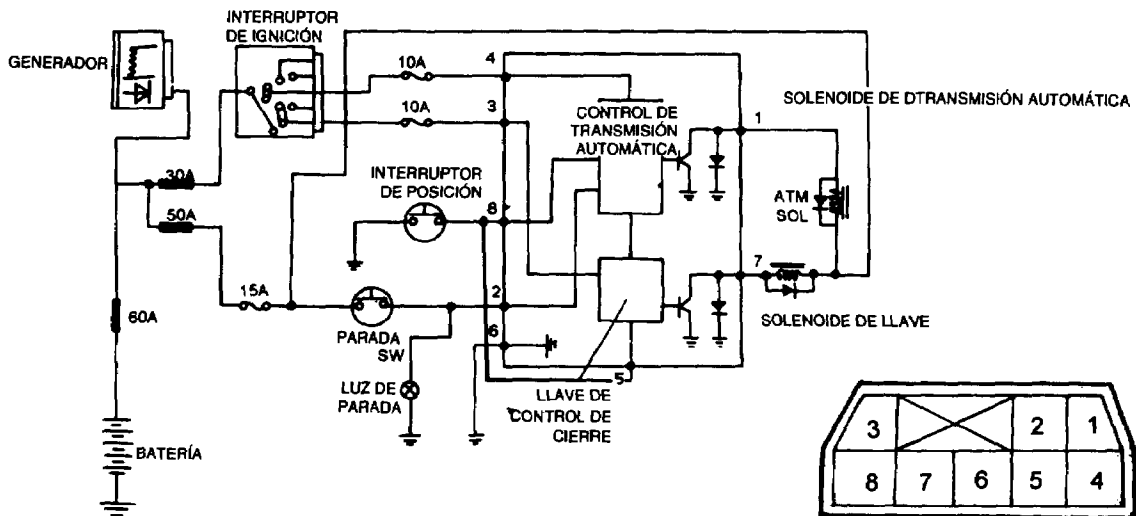 INTERRUPTOR
DE IGNICIÓN
GENERADOR
10A
4
10A
3
CONTROL DE
TRANSMISIÓN
AUTOMÁTICA
SOLENOIDE DE DTRANSMISIÓN AUTOMÁTICA
1
30A
INTERRUPTOR
DE POSICIÓN
8
ATM
SOL
50A
7
15A
2
60A
PARADA
SW
6
SOLENOIDE DE LLAVE
LUZ DE
PARADA
5
LLAVE DE
CONTROL DE
CIERRE
BATERÍA
3 2 1
8 7 6 5 4